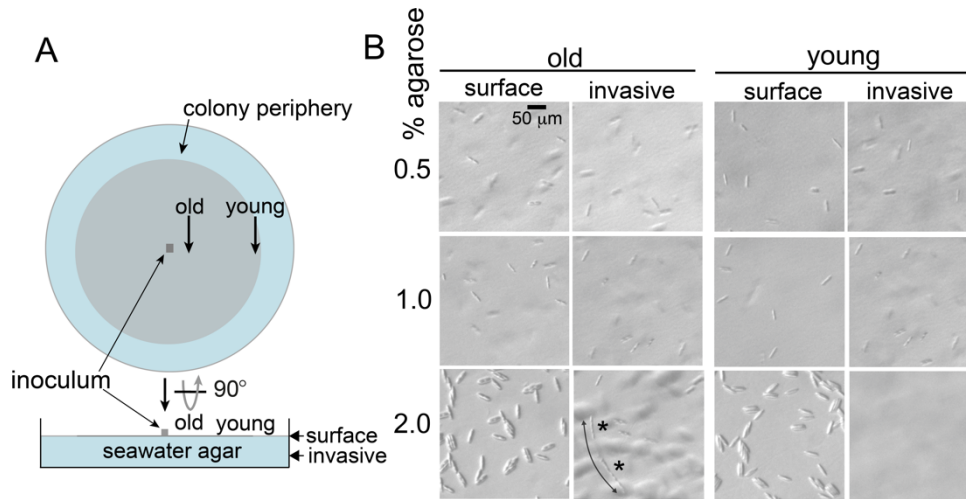 A
colony periphery
old
young
inoculum
90°
old young
seawater agar
surface
invasive
B
% agarose
old
young
surface
invasive
surface
invasive
50 μm
0.5
1.0
2.0
*
*